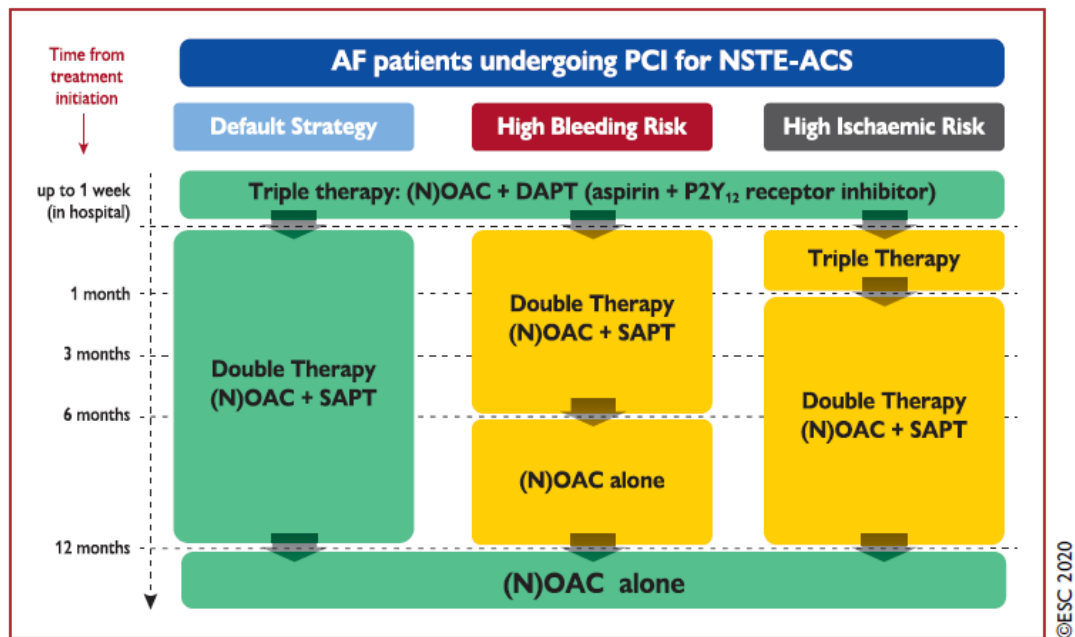 Time from
treatment
initiation
AF patients undergoing PCI for NSTE-ACS
Default Strategy
High Bleeding Risk
High Ischaemic Risk
up to 1 week
(in hospital)
Triple therapy: (N)OAC + DAPT (aspirin + P2Y₁₂ receptor inhibitor)
Triple Therapy
1 month
Double Therapy
(N)OAC + SAPT
3 months
Double Therapy
(N)OAC + SAPT
Double Therapy
(N)OAC + SAPT
6 months
(N)OAC alone
12 months
(N)OAC alone
©ESC 2020